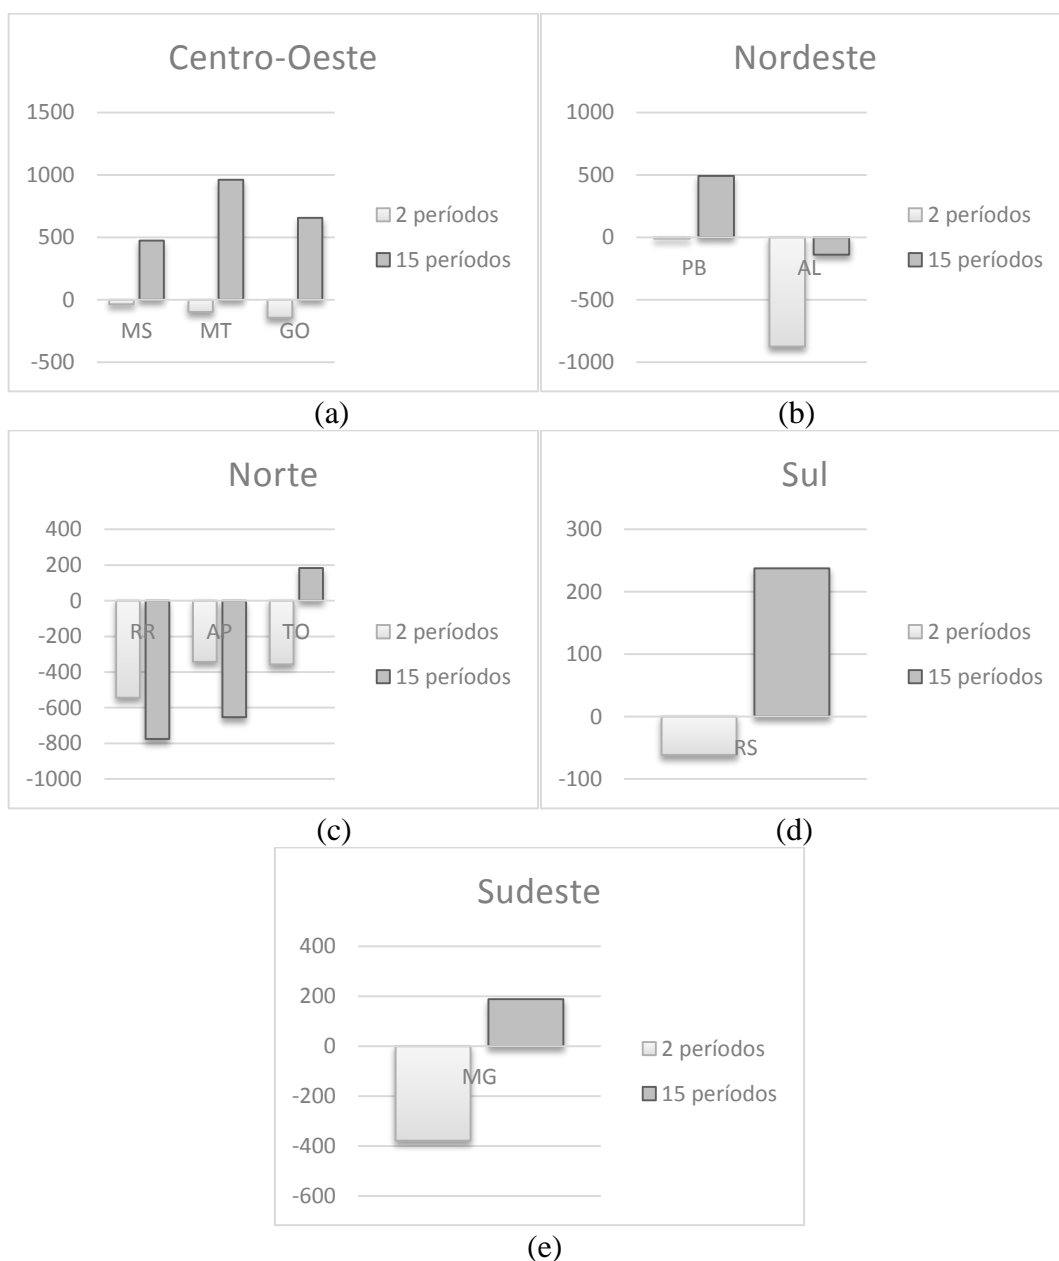 Centro-Oeste
1500
1000
500
0
-500
MS MT GO
2 períodos
15 períodos
(a)
Nordeste
1000
500
0
-500
-1000
PB AL
2 períodos
15 períodos
(b)
Norte
400
200
0
-200
-400
-600
-800
-1000
RR AP TO
2 períodos
15 períodos
(c)
Sul
300
200
100
0
-100
RS
2 períodos
15 períodos
(d)
Sudeste
400
200
0
-200
-400
-600
MG
2 períodos
15 períodos
(e)